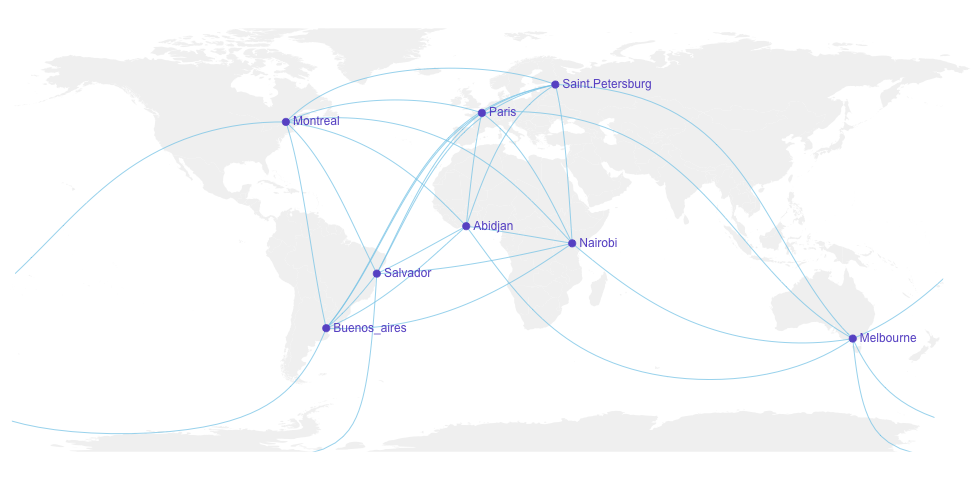 Saint.Petersburg
Paris
Montreal
Abidjan
Nairobi
Salvador
Buenos_aires
Melbourne